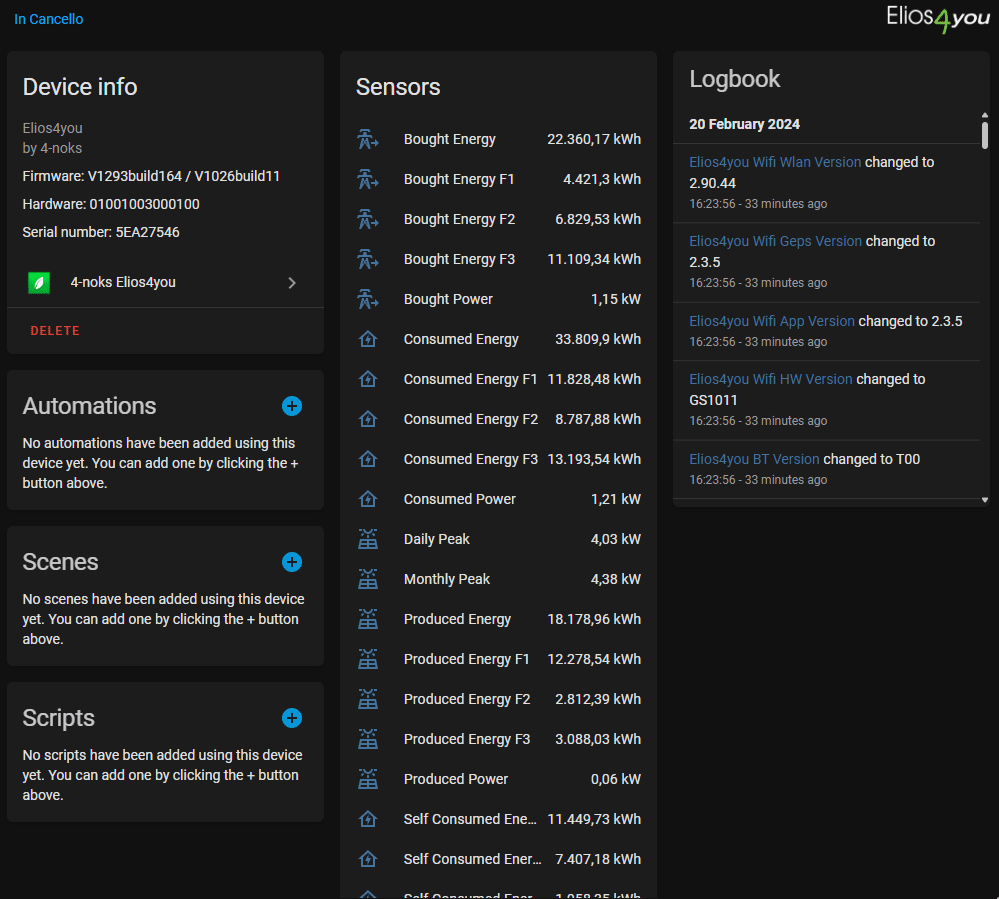 In Cancello
Elios4you
Device info
Elios4you
by 4-noks
Firmware: V1293build164 / V1026build11
Hardware: 01001003000100
Serial number: 5EA27546
4-noks Elios4you
DELETE
Automations
No automations have been added using this
device yet. You can add one by clicking the +
button above.
Scenes
No scenes have been added using this device
yet. You can add one by clicking the + button
above.
Scripts
No scripts have been added using this device
yet. You can add one by clicking the + button
above.
Sensors
Bought Energy 22.360,17 kWh
Bought Energy F1 4.421,3 kWh
Bought Energy F2 6.829,53 kWh
Bought Energy F3 11.109,34 kWh
Bought Power 1,15 kW
Consumed Energy 33.809,9 kWh
Consumed Energy F1 11.828,48 kWh
Consumed Energy F2 8.787,88 kWh
Consumed Energy F3 13.193,54 kWh
Consumed Power 1,21 kW
Daily Peak 4,03 kW
Monthly Peak 4,38 kW
Produced Energy 18.178,96 kWh
Produced Energy F1 12.278,54 kWh
Produced Energy F2 2.812,39 kWh
Produced Energy F3 3.088,03 kWh
Produced Power 0,06 kW
Self Consumed Ene... 11.449,73 kWh
Self Consumed Ener... 7.407,18 kWh
Self Consumed Ener... 1.958,35 kWh
Logbook
20 February 2024
Elios4you Wifi Wlan Version changed to
2.90.44
16:23:56 - 33 minutes ago
Elios4you Wifi Geps Version changed to
2.3.5
16:23:56 - 33 minutes ago
Elios4you Wifi App Version changed to 2.3.5
16:23:56 - 33 minutes ago
Elios4you Wifi HW Version changed to
GS1011
16:23:56 - 33 minutes ago
Elios4you BT Version changed to T00
16:23:56 - 33 minutes ago